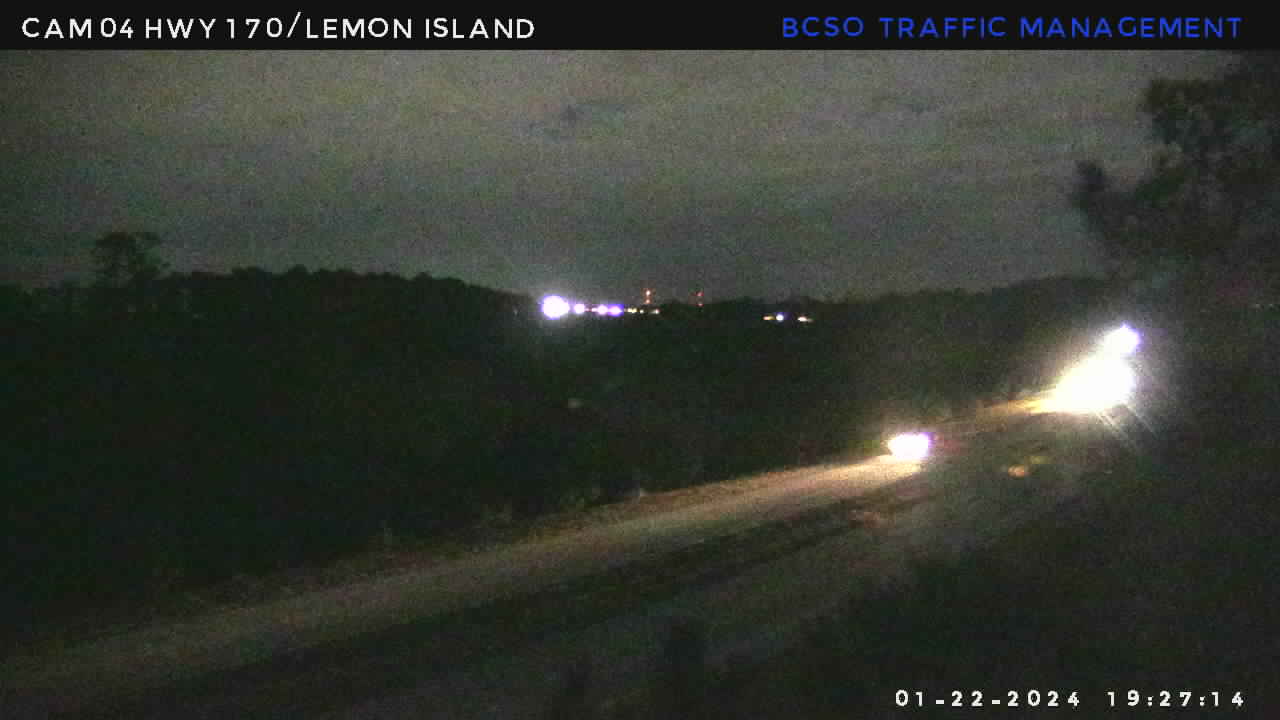 CAM04 HWY 170/LEMON ISLAND
BCSO TRAFFIC MANAGEMENT
01-22-2024 19:27:14